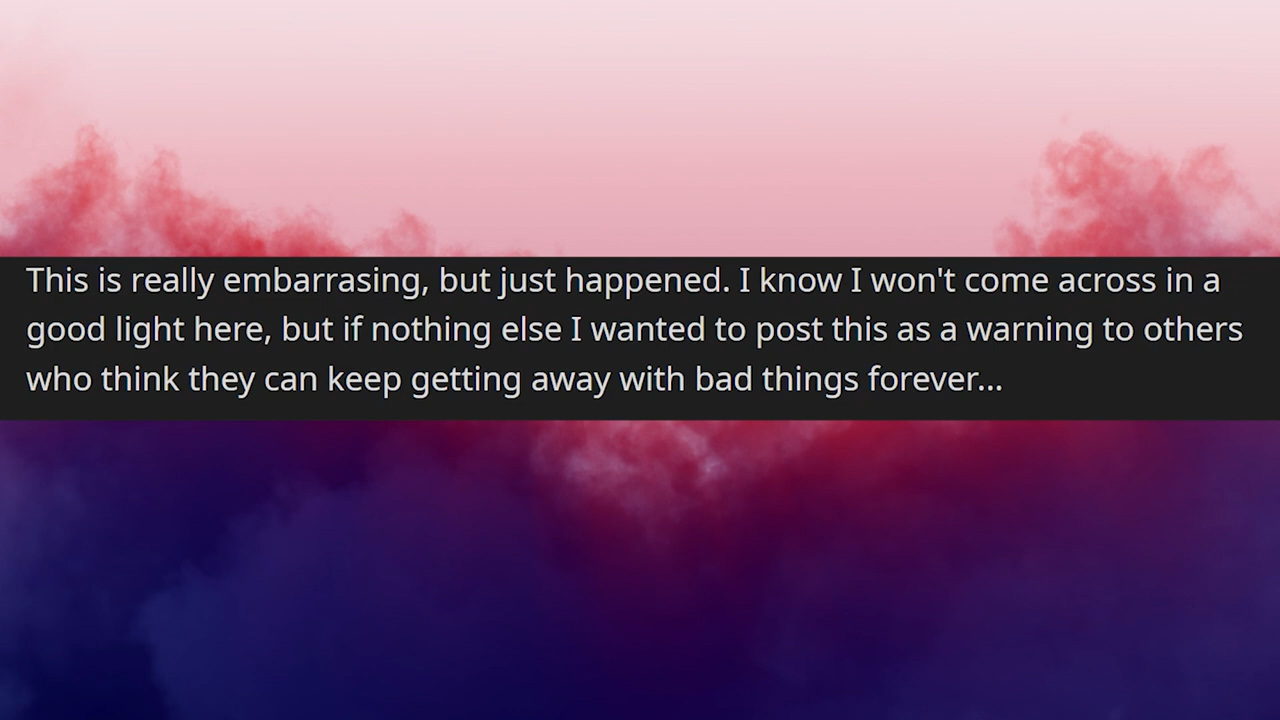 This is really embarrasing, but just happened. I know I won't come across in a
good light here, but if nothing else I wanted to post this as a warning to others
who think they can keep getting away with bad things forever...